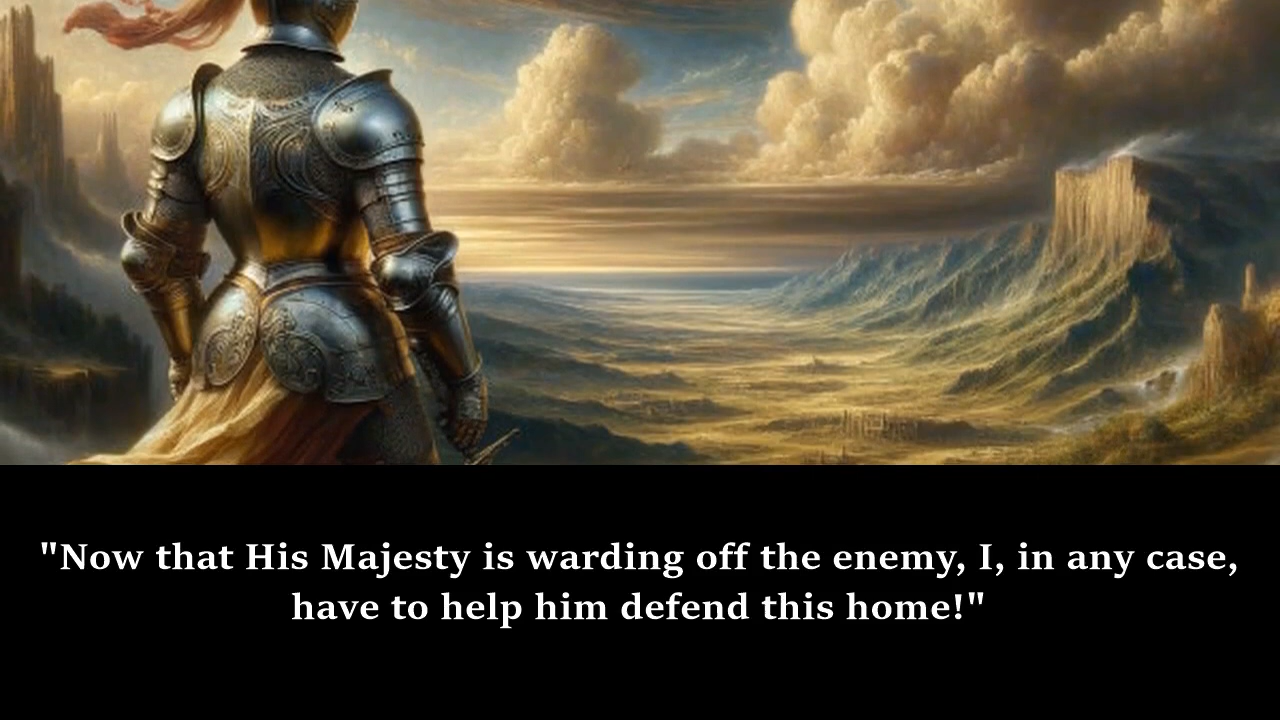 "Now that His Majesty is warding off the enemy, I, in any case,
have to help him defend this home!"